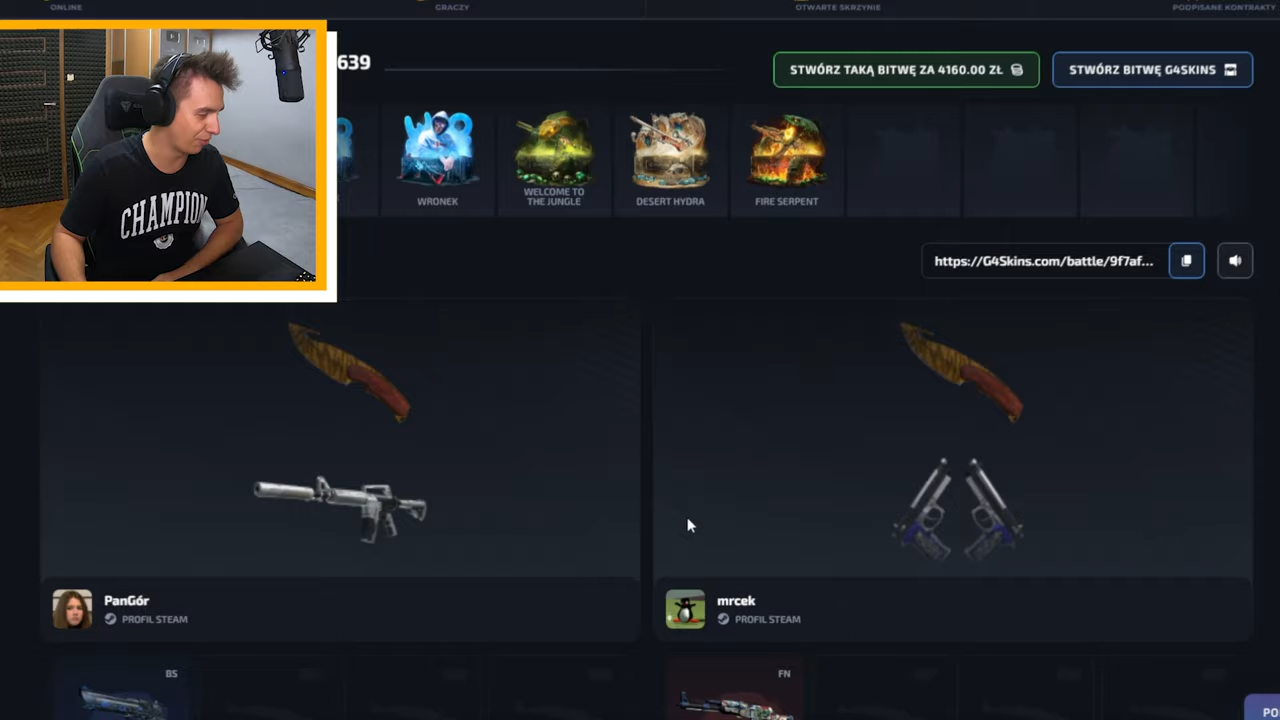 ONLINE
GRACZY
OTWARTE SKRZYNIE
PODPISANE KONTRAKTY
639
STWÓRZ TAKĄ BITWĘ ZA 4160.00 ZŁ
STWÓRZ BITWĘ G4SKINS
WRONEK
WELCOME TO
THE JUNGLE
DESERT HYDRA
FIRE SERPENT
CHAMPION
https://G4Skins.com/battle/9f7af...
PanGór
PROFIL STEAM
mrcek
PROFIL STEAM
BS
FN
PO